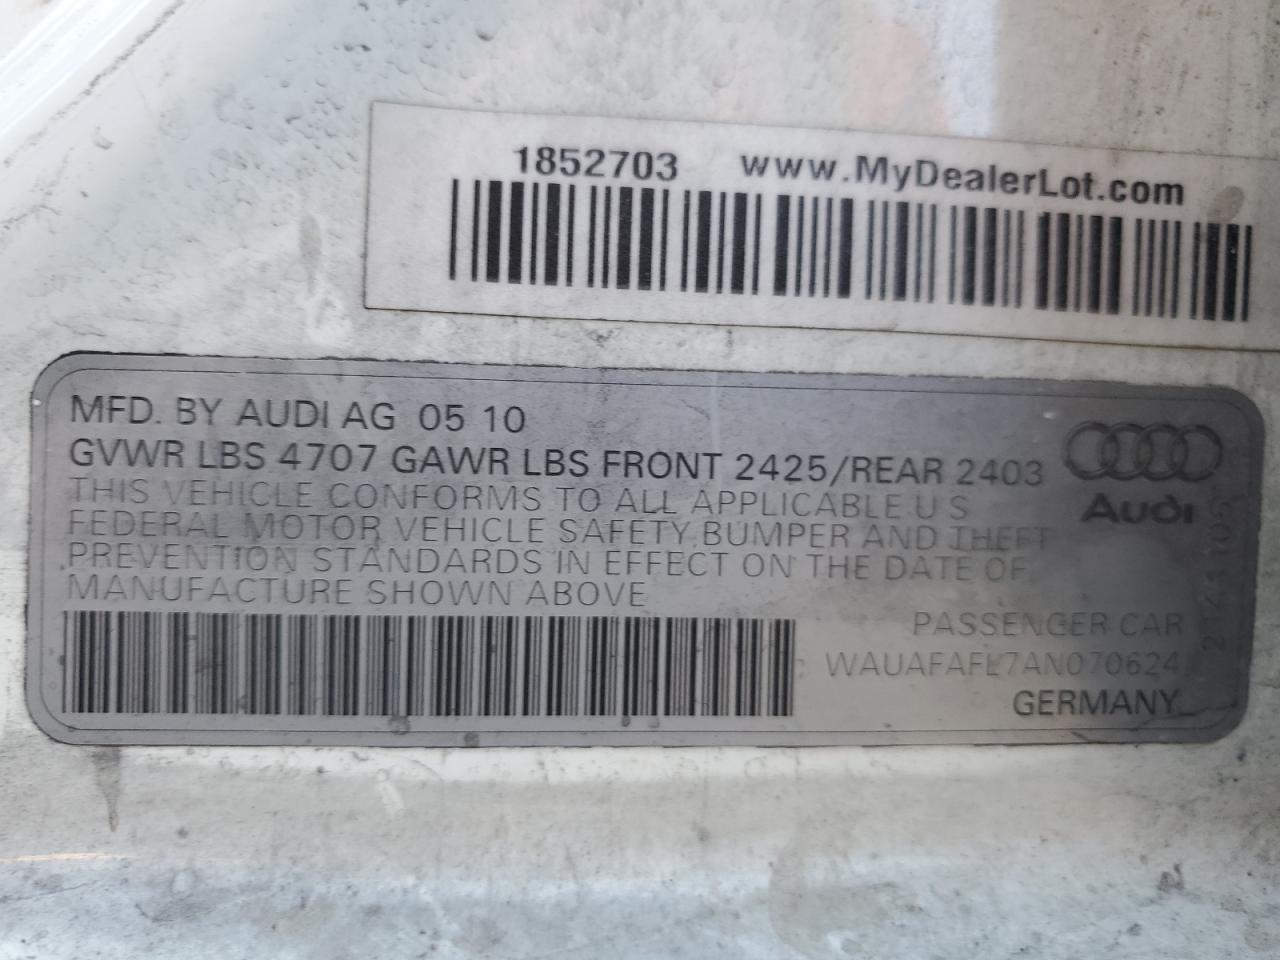 1852703 www.MyDealerLot.com
MFD. BY AUDI AG 05 10
GVWR LBS 4707 GAWR LBS FRONT 2425/REAR 2403
THIS VEHICLE CONFORMS TO ALL APPLICABLE U S
FEDERAL MOTOR VEHICLE SAFETY, BUMPER AND THEFT
PREVENTION STANDARDS IN EFFECT ON THE DATE OF
MANUFACTURE SHOWN ABOVE
Audi
PASSENGER CAR
WAUAFAFL7AN070624
GERMANY